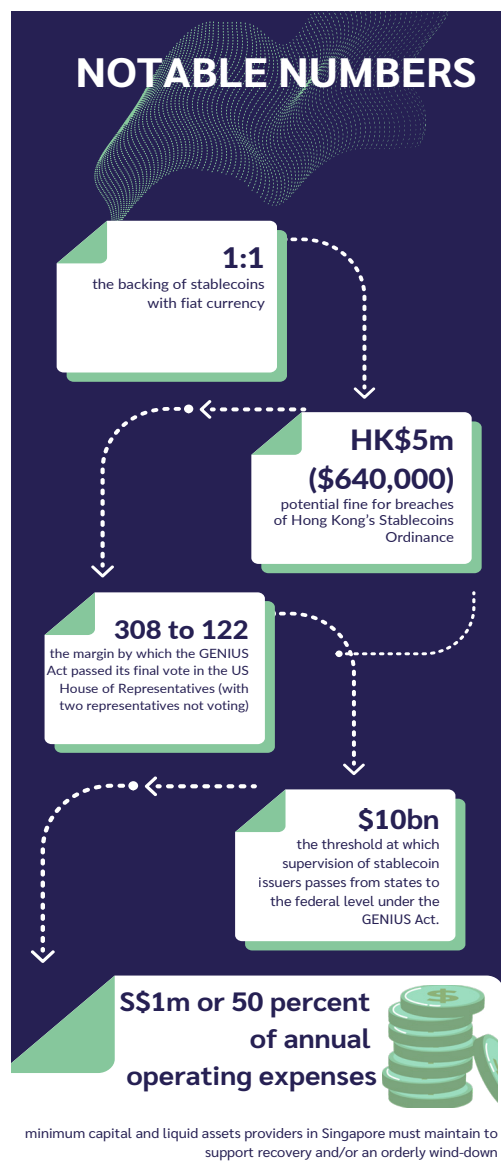 NOTABLE NUMBERS
1:1
the backing of stablecoins
with fiat currency
HK$5m
($640,000)
potential fine for breaches
of Hong Kong's Stablecoins
Ordinance
308 to 122
the margin by which the GENIUS
Act passed its final vote in the US
House of Representatives (with
two representatives not voting)
$10bn
the threshold at which
supervision of stablecoin
issuers passes from states to
the federal level under the
GENIUS Act.
S$1m or 50 percent
of annual
operating expenses
$
minimum capital and liquid assets providers in Singapore must maintain to
support recovery and/or an orderly wind-down